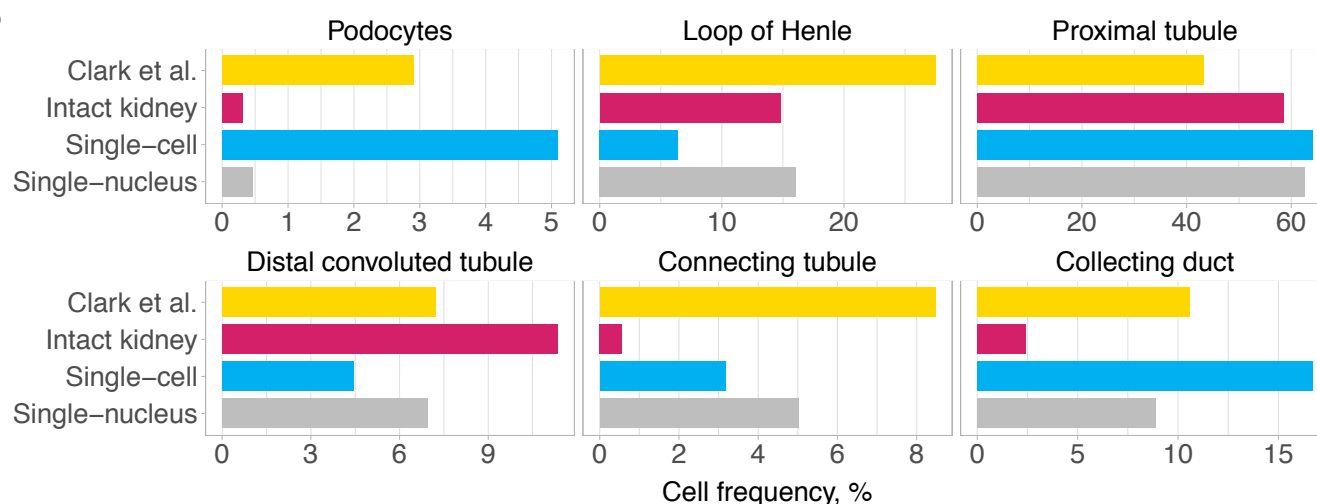 Podocytes Loop of Henle Proximal tubule
Clark et al.
Intact kidney
Single−cell
Single−nucleus
0 1 2 3 4 5 0 10 20 0 20 40 60
Distal convoluted tubule Connecting tubule Collecting duct
Clark et al.
Intact kidney
Single−cell
Single−nucleus
0 3 6 9 0 2 4 6 8 0 5 10 15
Cell frequency, %